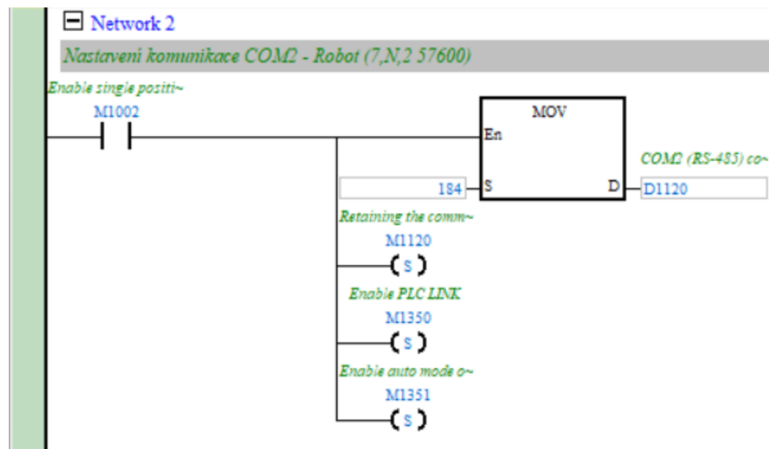 Network 2
Nastavení komunikace COM2 - Robot (7,N,2 57600)
Enable single positi~
M1002
MOV
En
COM2 (RS-485) co~
184 S D D1120
Retaining the comm~
M1120
S
Enable PLC LINK
M1350
S
Enable auto mode o~
M1351
S